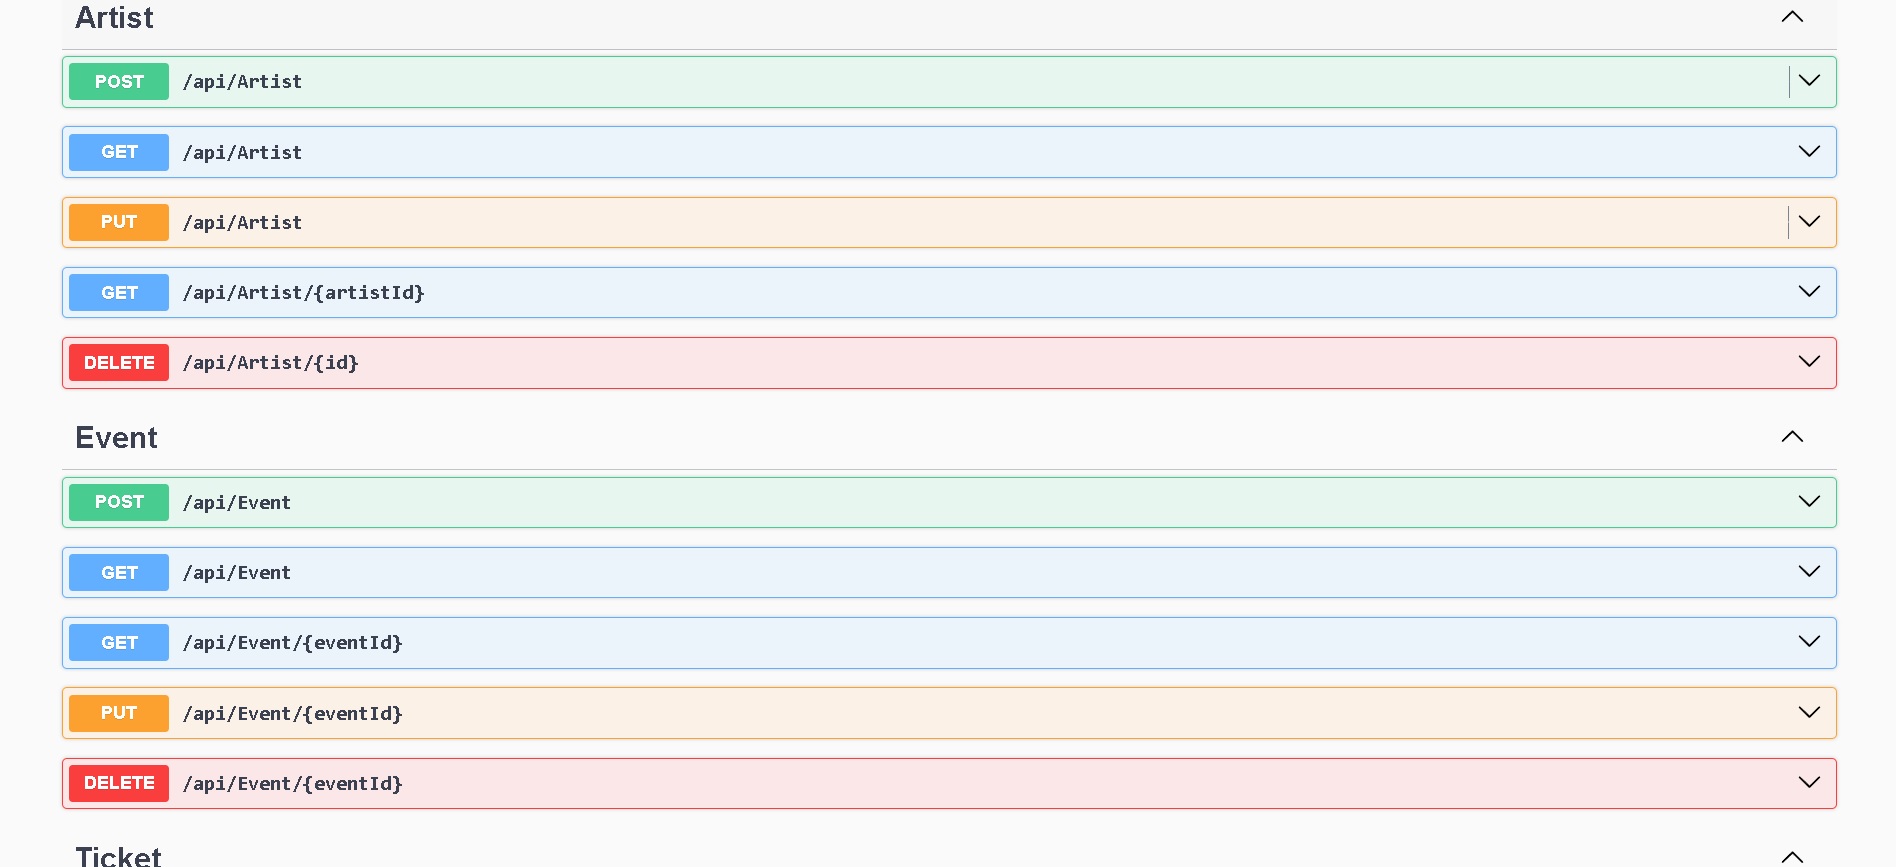 Artist
POST /api/Artist
GET /api/Artist
PUT /api/Artist
GET /api/Artist/{artistId}
DELETE /api/Artist/{id}
Event
POST /api/Event
GET /api/Event
GET /api/Event/{eventId}
PUT /api/Event/{eventId}
DELETE /api/Event/{eventId}
Ticket